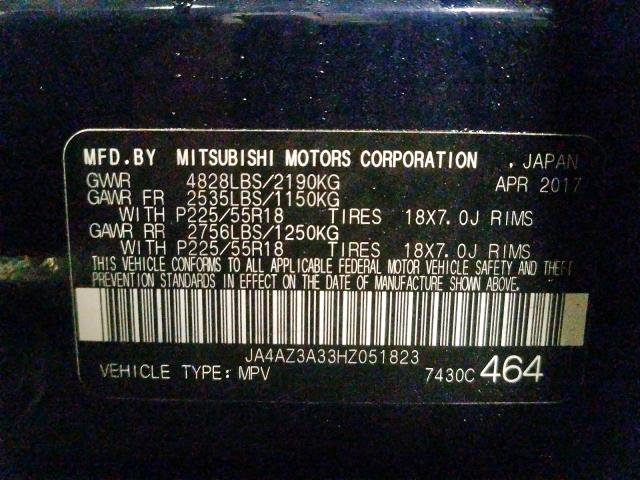 MFD.BY MITSUBISHI MOTORS CORPORATION , JAPAN
GVWR 4828LBS/2190KG APR 2017
GAWR FR 2535LBS/1150KG
WITH P225/55R18 TIRES 18X7.0J RIMS
GAWR RR 2756LBS/1250KG
WITH P225/55R18 TIRES 18X7.0J RIMS
THIS VEHICLE CONFORMS TO ALL APPLICABLE FEDERAL MOTOR VEHICLE SAFETY AND THEFT
PREVENTION STANDARDS IN EFFECT ON THE DATE OF MANUFACTURE SHOWN ABOVE.
JA4AZ3A33HZ051823
VEHICLE TYPE: MPV 7430C 464